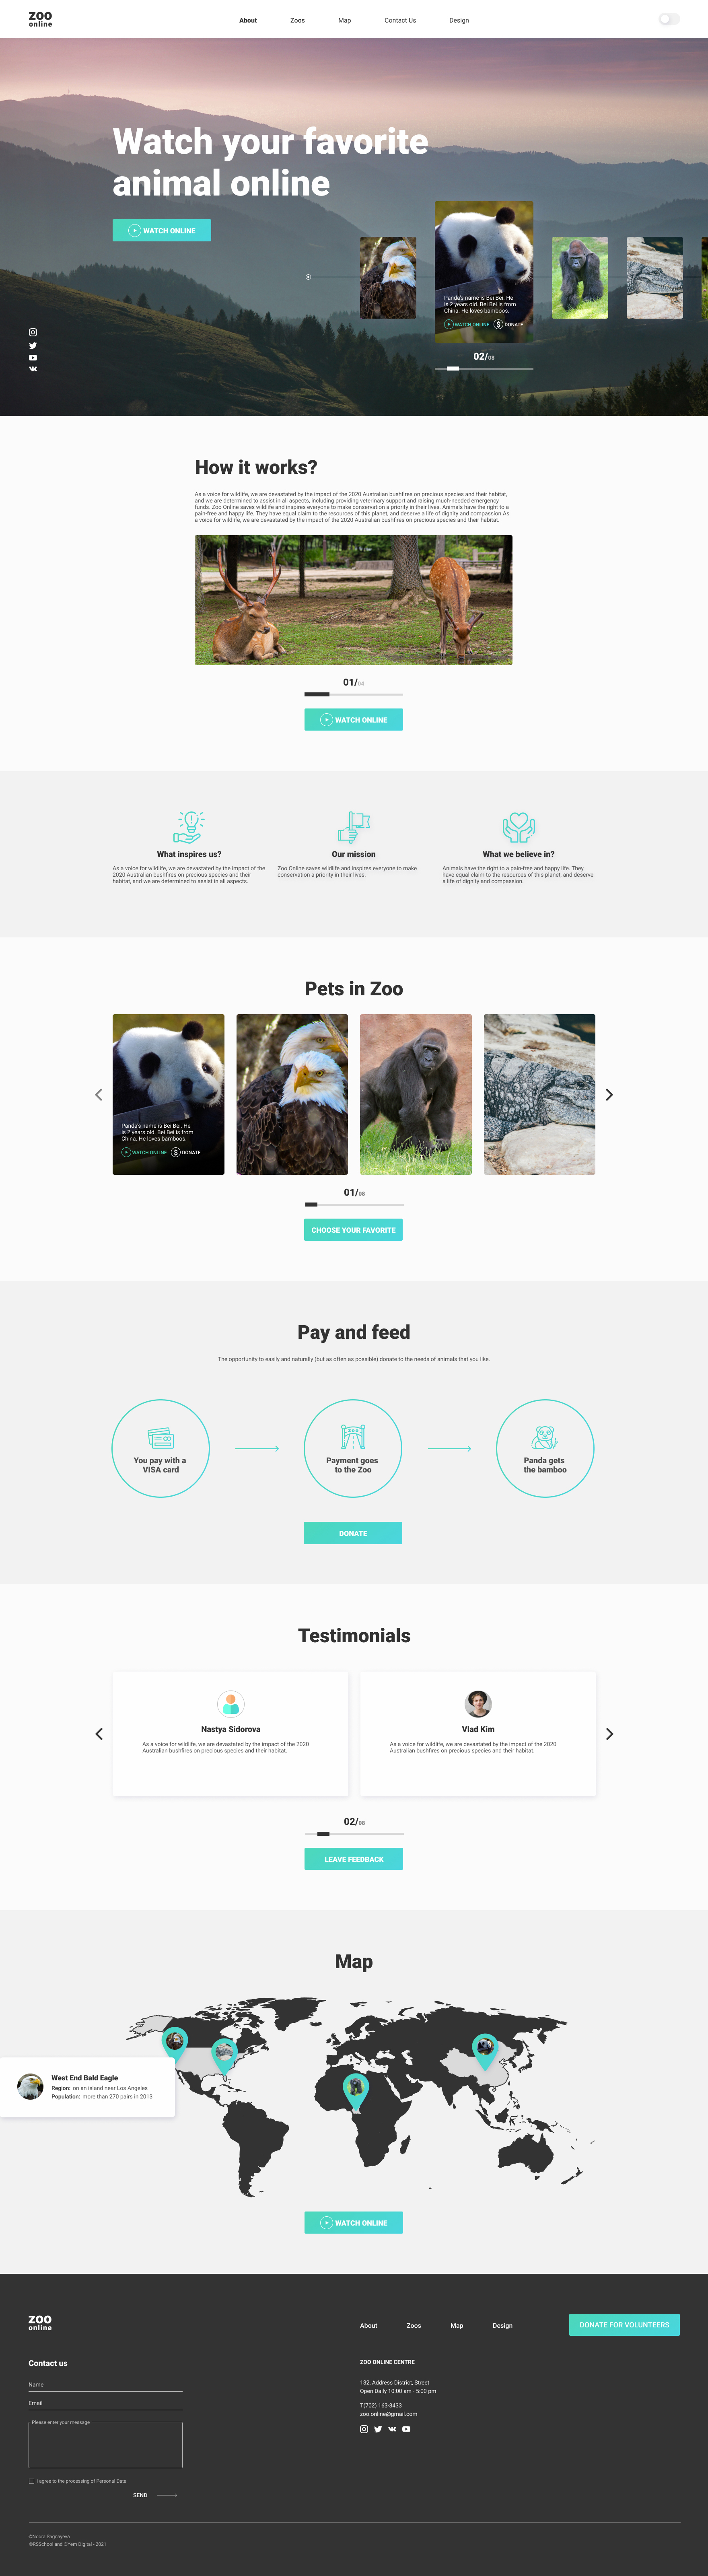 ZOO
online
About
Zoos
Map
Contact Us
Design
Watch your favorite
animal online
WATCH ONLINE
Panda's name is Bei Bei. He
is 2 years old. Bei Bei is from
China. He loves bamboos.
WATCH ONLINE
DONATE
02/08
How it works?
As a voice for wildlife, we are devastated by the impact of the 2020 Australian bushfires on precious species and their habitat,
and we are determined to assist in all aspects, including providing veterinary support and raising much-needed emergency
funds. Zoo Online saves wildlife and inspires everyone to make conservation a priority in their lives. Animals have the right to a
pain-free and happy life. They have equal claim to the resources of this planet, and deserve a life of dignity and compassion.As
a voice for wildlife, we are devastated by the impact of the 2020 Australian bushfires on precious species and their habitat.
01/04
WATCH ONLINE
What inspires us?
As a voice for wildlife, we are devastated by the impact of the
2020 Australian bushfires on precious species and their
habitat, and we are determined to assist in all aspects.
Our mission
Zoo Online saves wildlife and inspires everyone to make
conservation a priority in their lives.
What we believe in?
Animals have the right to a pain-free and happy life. They
have equal claim to the resources of this planet, and deserve
a life of dignity and compassion.
Pets in Zoo
Panda's name is Bei Bei. He
is 2 years old. Bei Bei is from
China. He loves bamboos.
WATCH ONLINE
DONATE
01/08
CHOOSE YOUR FAVORITE
Pay and feed
The opportunity to easily and naturally (but as often as possible) donate to the needs of animals that you like.
You pay with a
VISA card
Payment goes
to the Zoo
Panda gets
the bamboo
DONATE
Testimonials
Nastya Sidorova
As a voice for wildlife, we are devastated by the impact of the 2020
Australian bushfires on precious species and their habitat.
Vlad Kim
As a voice for wildlife, we are devastated by the impact of the 2020
Australian bushfires on precious species and their habitat.
02/08
LEAVE FEEDBACK
Map
West End Bald Eagle
Region: on an island near Los Angeles
Population: more than 270 pairs in 2013
WATCH ONLINE
ZOO
online
About
Zoos
Map
Design
DONATE FOR VOLUNTEERS
Contact us
Name
Email
Please enter your message
I agree to the processing of Personal Data
SEND
ZOO ONLINE CENTRE
132, Address District, Street
Open Daily 10:00 am - 5:00 pm
T(702) 163-3433
zoo.online@gmail.com
©Noora Sagnayeva
©RSSchool and ©Yem Digital - 2021